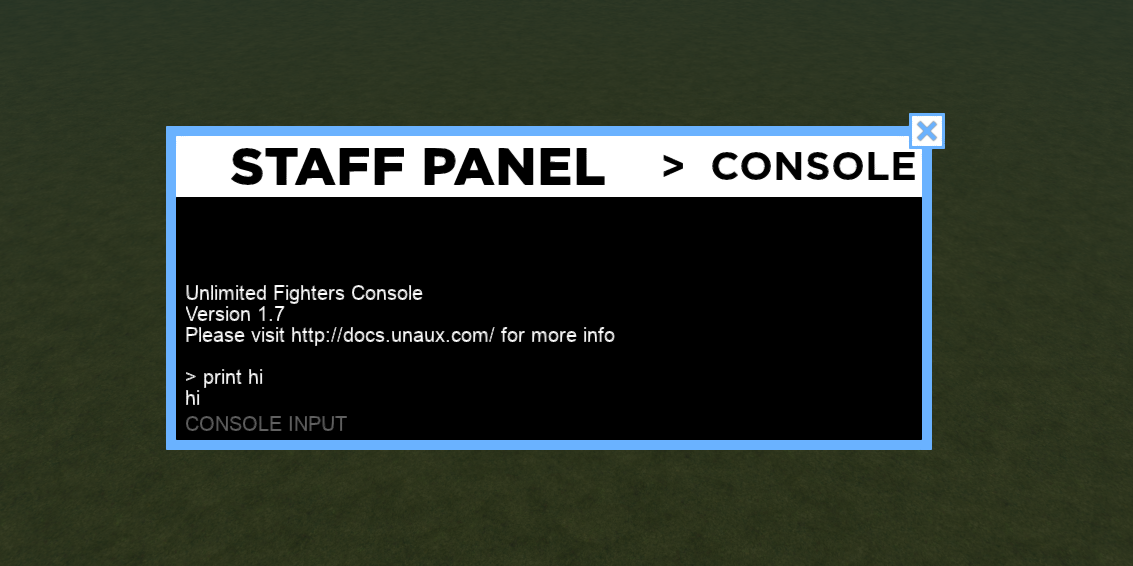 STAFF PANEL > CONSOLE
Unlimited Fighters Console
Version 1.7
Please visit http://docs.unaux.com/ for more info
> print hi
hi
CONSOLE INPUT